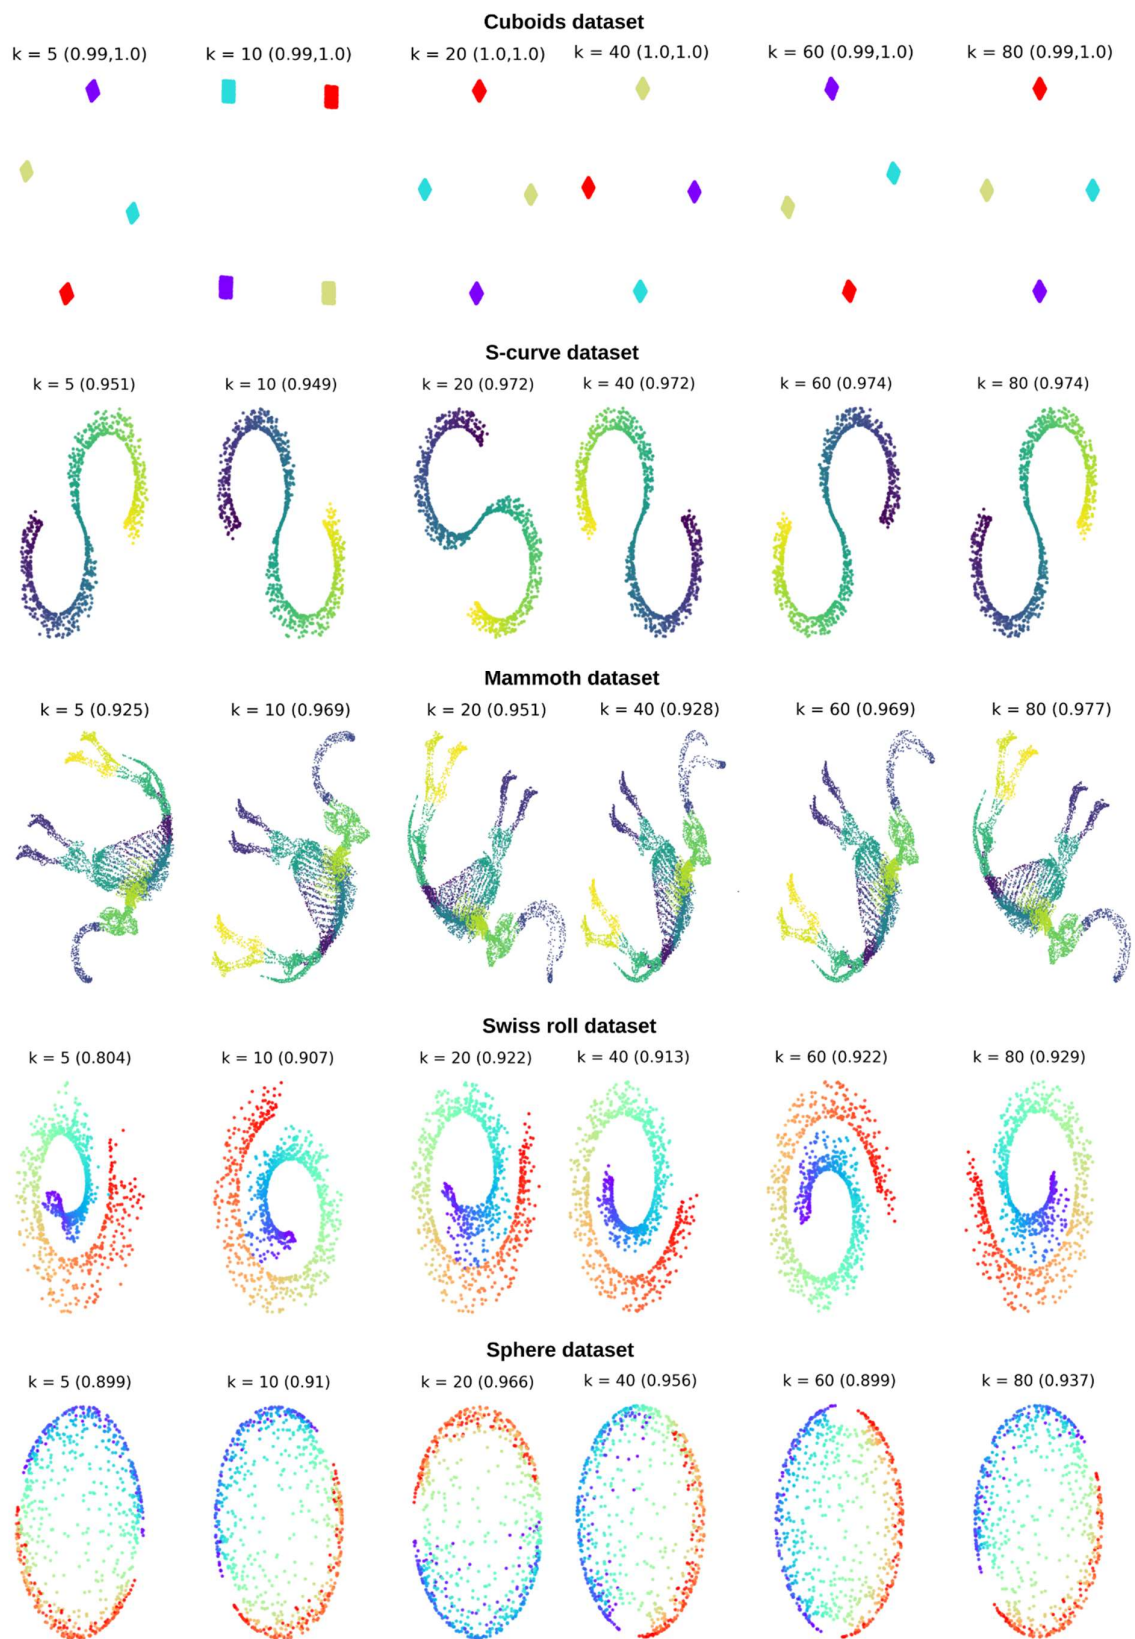 Cuboids dataset
k = 5 (0.99,1.0) k = 10 (0.99,1.0) k = 20 (1.0,1.0) k = 40 (1.0,1.0) k = 60 (0.99,1.0) k = 80 (0.99,1.0)
S-curve dataset
k = 5 (0.951) k = 10 (0.949) k = 20 (0.972) k = 40 (0.972) k = 60 (0.974) k = 80 (0.974)
Mammoth dataset
k = 5 (0.925) k = 10 (0.969) k = 20 (0.951) k = 40 (0.928) k = 60 (0.969) k = 80 (0.977)
Swiss roll dataset
k = 5 (0.804) k = 10 (0.907) k = 20 (0.922) k = 40 (0.913) k = 60 (0.922) k = 80 (0.929)
Sphere dataset
k = 5 (0.899) k = 10 (0.91) k = 20 (0.966) k = 40 (0.956) k = 60 (0.899) k = 80 (0.937)